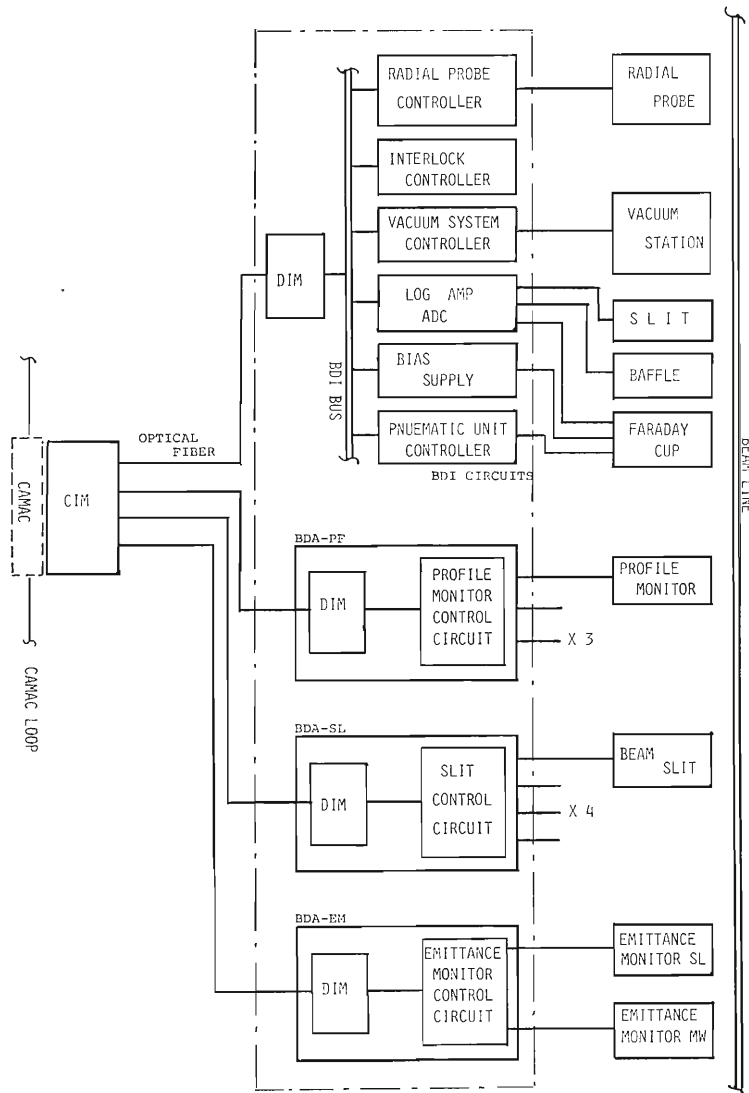 RADIAL PROBE
CONTROLLER
RADIAL
PROBE
INTERLOCK
CONTROLLER
VACUUM SYSTEM
CONTROLLER
VACUUM
STATION
DIM
LOG AMP
ADC
SLIT
BIAS
SUPPLY
BAFFLE
BDI BUS
PNUEMATIC UNIT
CONTROLLER
FARADAY
CUP
BDI CIRCUITS
BEAM LINE
OPTICAL
FIBER
CAMAC
CIM
CAMAC LOOP
BDA-PF
DIM
PROFILE
MONITOR
CONTROL
CIRCUIT
PROFILE
MONITOR
X 3
BDA-SL
DIM
SLIT
CONTROL
CIRCUIT
BEAM
SLIT
X 4
BDA-EM
DIM
EMITTANCE
MONITOR
CONTROL
CIRCUIT
EMITTANCE
MONITOR SL
EMITTANCE
MONITOR MW